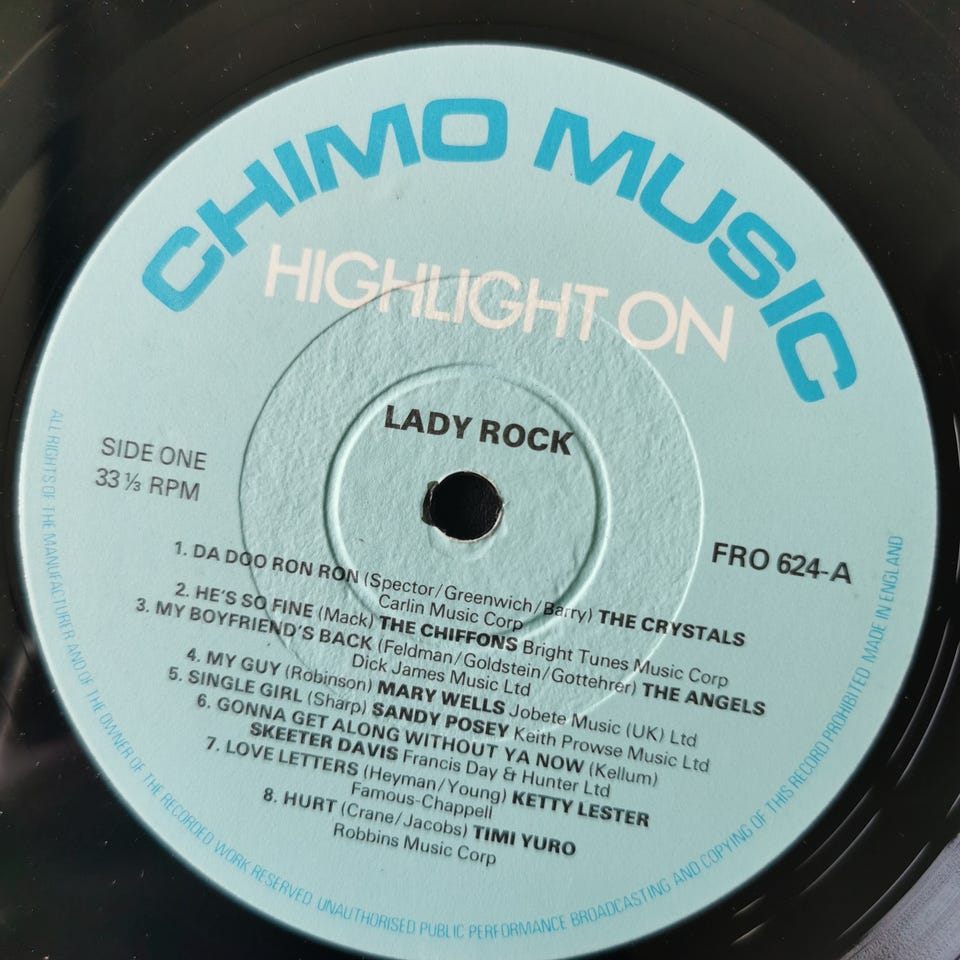 CHIMO MUSIC
HIGHLIGHT ON
LADY ROCK
SIDE ONE
33 ⅓ RPM
FRO 624-A
1. DA DOO RON RON (Spector/Greenwich/Barry) THE CRYSTALS
Carlin Music Corp
2. HE'S SO FINE (Mack) THE CHIFFONS Bright Tunes Music Corp
3. MY BOYFRIEND'S BACK (Feldman/Goldstein/Gottehrer) THE ANGELS
Dick James Music Ltd
4. MY GUY (Robinson) MARY WELLS Jobete Music (UK) Ltd
5. SINGLE GIRL (Sharp) SANDY POSEY Keith Prowse Music Ltd
6. GONNA GET ALONG WITHOUT YA NOW (Kellum)
SKEETER DAVIS Francis Day & Hunter Ltd
7. LOVE LETTERS (Heyman/Young) KETTY LESTER
Famous-Chappell
8. HURT (Crane/Jacobs) TIMI YURO
Robbins Music Corp
ALL RIGHTS OF THE MANUFACTURER AND OF THE OWNER OF THE RECORDED WORK RESERVED. UNAUTHORISED PUBLIC PERFORMANCE BROADCASTING AND COPYING OF THIS RECORD PROHIBITED MADE IN ENGLAND